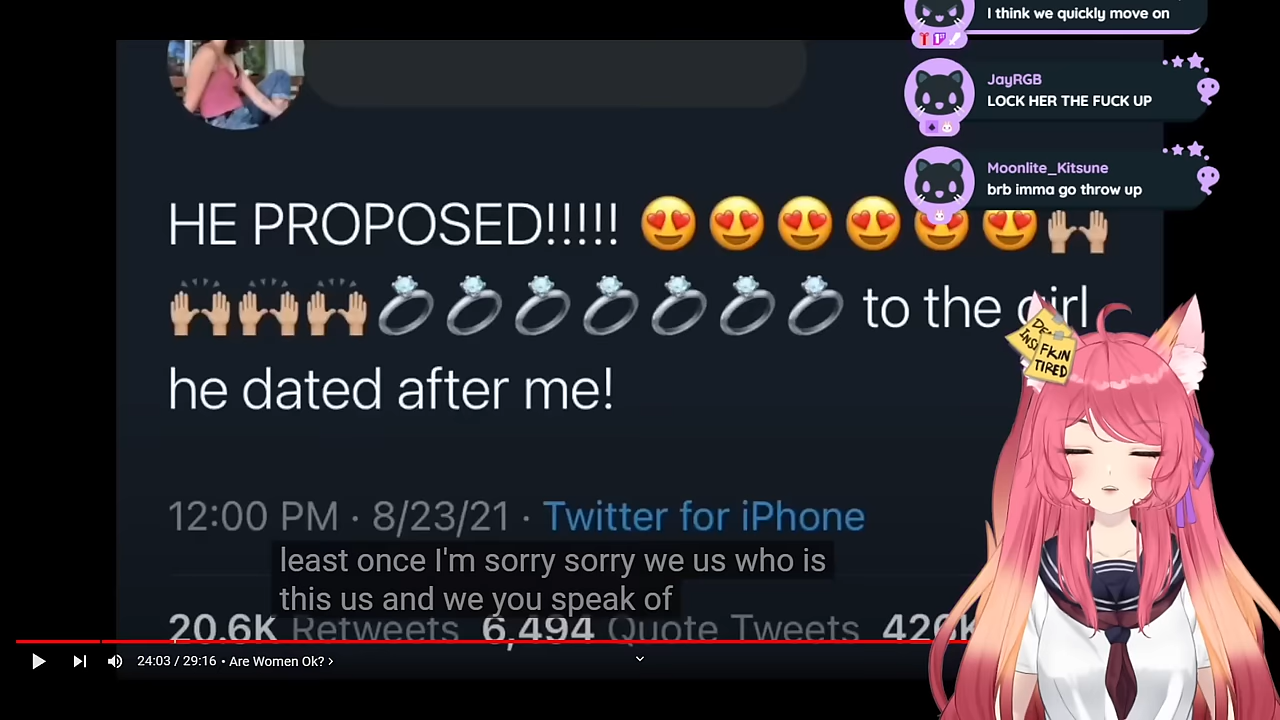 I think we quickly move on
JayRGB
LOCK HER THE FUCK UP
Moonlite_Kitsune
brb imma go throw up
HE PROPOSED!!!!! 😍😍😍😍😍😍🙌🏼
🙌🏼🙌🏼🙌🏼💍💍💍💍💍💍💍 to the girl
he dated after me!
12:00 PM · 8/23/21 · Twitter for iPhone
least once I'm sorry sorry we us who is
this us and we you speak of
20.6K Retweets 6,494 Quote Tweets 426K
24:03 / 29:16 • Are Women Ok? ›
FKIN
TIRED